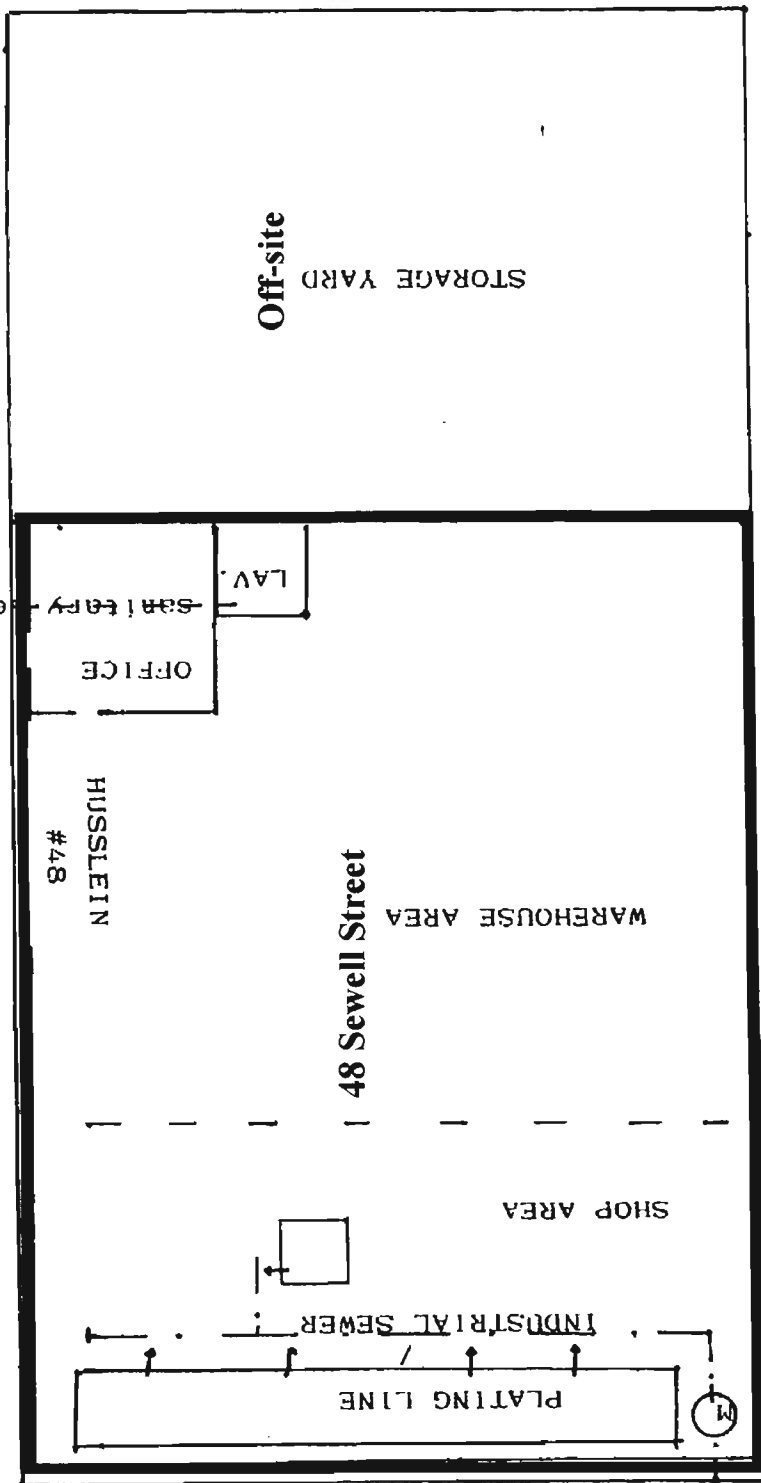 Off-site
STORAGE YARD
LAV.
sanitary
OFFICE
HUSSLEIN
#48
48 Sewell Street
WAREHOUSE AREA
SHOP AREA
INDUSTRIAL SEWER
PLATING LINE
M